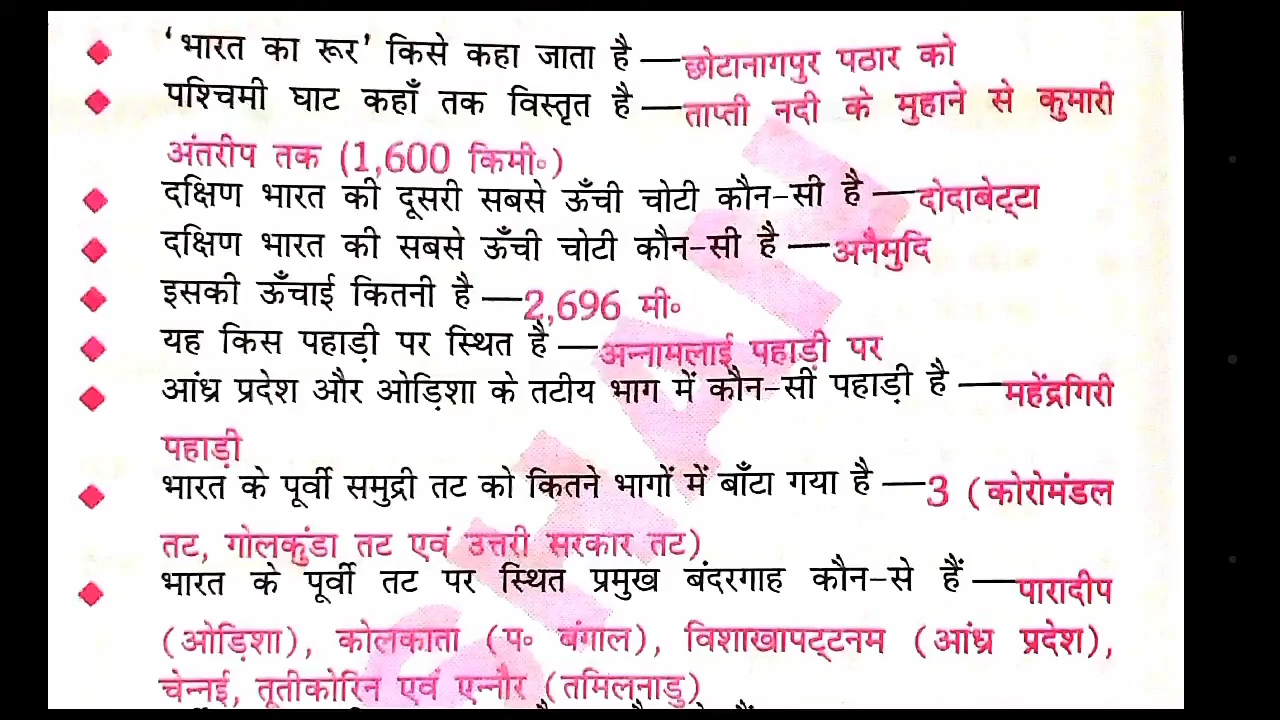 ◆ 'भारत का रूर' किसे कहा जाता है —छोटानागपुर पठार को
◆ पश्चिमी घाट कहाँ तक विस्तृत है —ताप्ती नदी के मुहाने से कुमारी
अंतरीप तक (1,600 किमी॰)
◆ दक्षिण भारत की दूसरी सबसे ऊँची चोटी कौन-सी है —दोदाबेट्टा
◆ दक्षिण भारत की सबसे ऊँची चोटी कौन-सी है —अनैमुदि
◆ इसकी ऊँचाई कितनी है —2,696 मी॰
◆ यह किस पहाड़ी पर स्थित है —अन्नामलाई पहाड़ी पर
◆ आंध्र प्रदेश और ओड़िशा के तटीय भाग में कौन-सी पहाड़ी है —महेंद्रगिरी
पहाड़ी
◆ भारत के पूर्वी समुद्री तट को कितने भागों में बाँटा गया है —3 (कोरोमंडल
तट, गोलकुंडा तट एवं उत्तरी सरकार तट)
◆ भारत के पूर्वी तट पर स्थित प्रमुख बंदरगाह कौन-से हैं —पारादीप
(ओड़िशा), कोलकाता (प॰ बंगाल), विशाखापट्टनम (आंध्र प्रदेश),
चेन्नई, तूतीकोरिन एवं एन्नौर (तमिलनाडु)